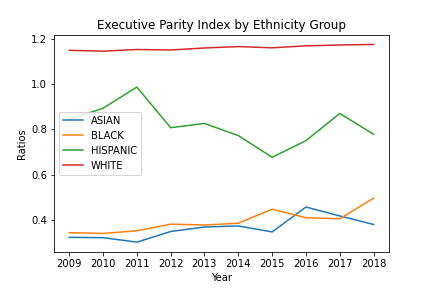 Executive Parity Index by Ethnicity Group
1.2
1.0
0.8
0.6
0.4
Ratios
ASIAN
BLACK
HISPANIC
WHITE
2009 2010 2011 2012 2013 2014 2015 2016 2017 2018
Year